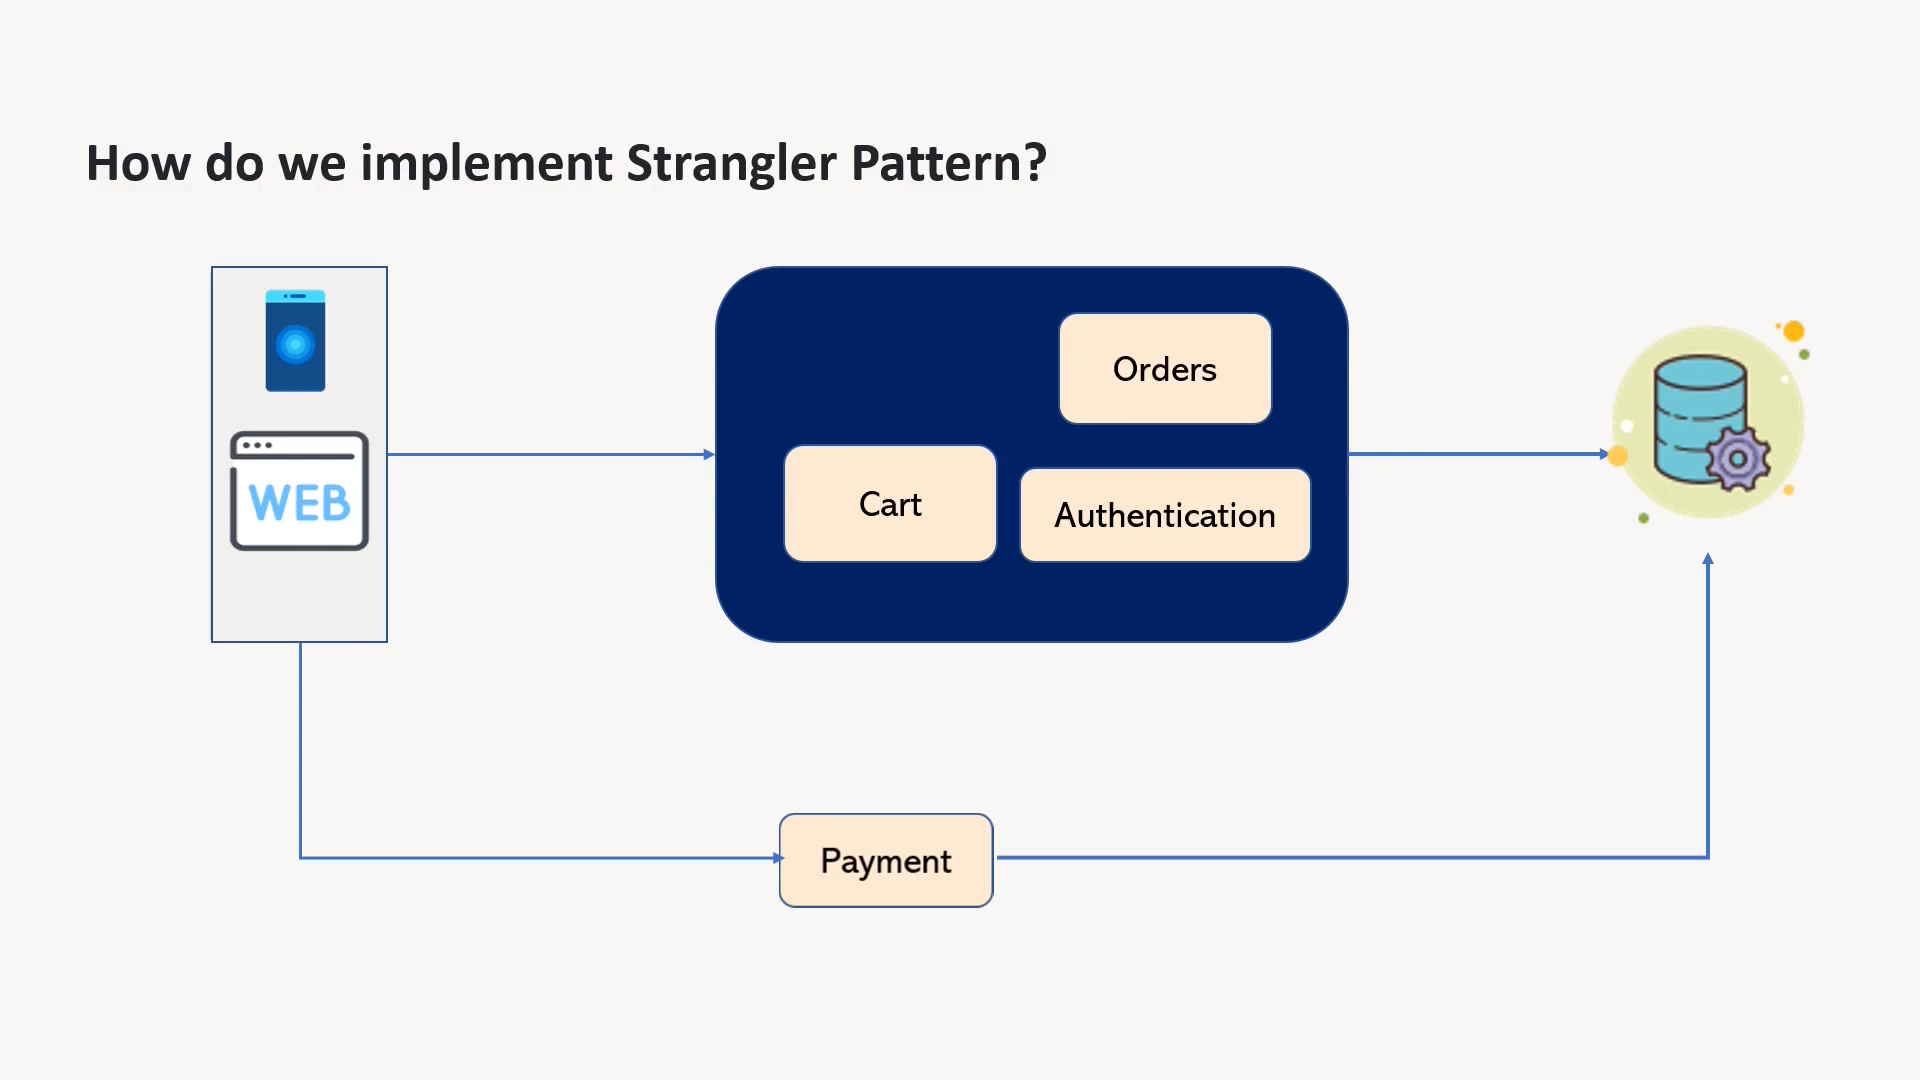 How do we implement Strangler Pattern?
WEB
Orders
Cart
Authentication
Payment